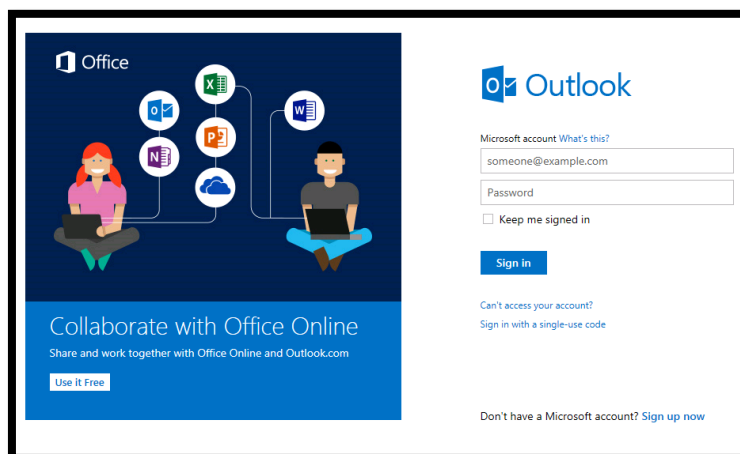 Office
Collaborate with Office Online
Share and work together with Office Online and Outlook.com
Use it Free
Outlook
Microsoft account What's this?
someone@example.com
Password
Keep me signed in
Sign in
Can't access your account?
Sign in with a single-use code
Don't have a Microsoft account? Sign up now